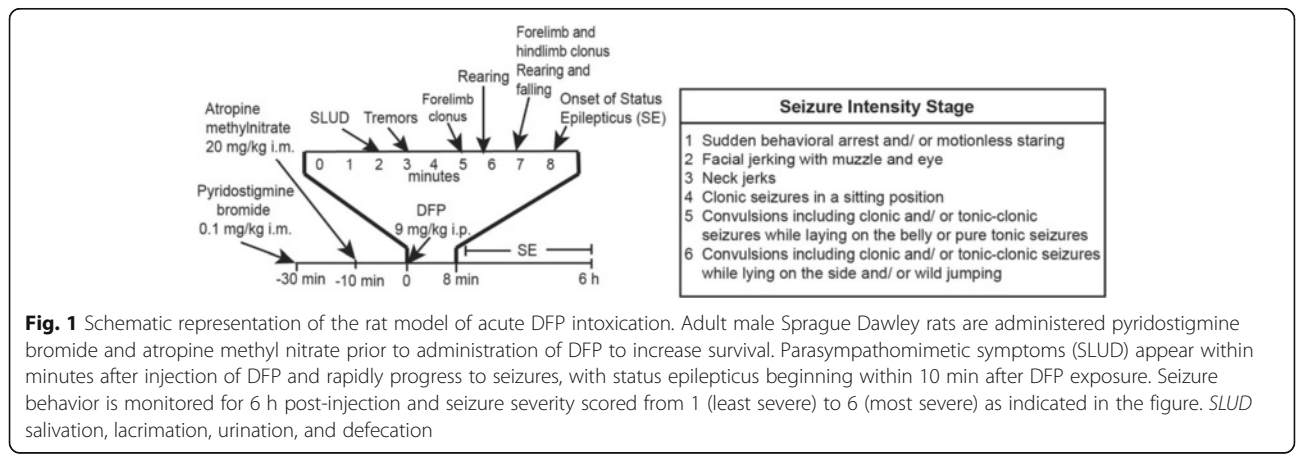 Forelimb and
hindlimb clonus
Rearing and
falling
Rearing
Atropine
methylnitrate
20 mg/kg i.m.
SLUD
Tremors
Forelimb
clonus
Onset of Status
Epilepticus (SE)
0 1 2 3 4 5 6 7 8
minutes
Pyridostigmine
bromide
0.1 mg/kg i.m.
DFP
9 mg/kg i.p.
SE
-30 min -10 min 0 8 min 6 h
Seizure Intensity Stage
1 Sudden behavioral arrest and/ or motionless staring
2 Facial jerking with muzzle and eye
3 Neck jerks
4 Clonic seizures in a sitting position
5 Convulsions including clonic and/ or tonic-clonic
seizures while laying on the belly or pure tonic seizures
6 Convulsions including clonic and/ or tonic-clonic seizures
while lying on the side and/ or wild jumping
Fig. 1 Schematic representation of the rat model of acute DFP intoxication. Adult male Sprague Dawley rats are administered pyridostigmine
bromide and atropine methyl nitrate prior to administration of DFP to increase survival. Parasympathomimetic symptoms (SLUD) appear within
minutes after injection of DFP and rapidly progress to seizures, with status epilepticus beginning within 10 min after DFP exposure. Seizure
behavior is monitored for 6 h post-injection and seizure severity scored from 1 (least severe) to 6 (most severe) as indicated in the figure. SLUD
salivation, lacrimation, urination, and defecation